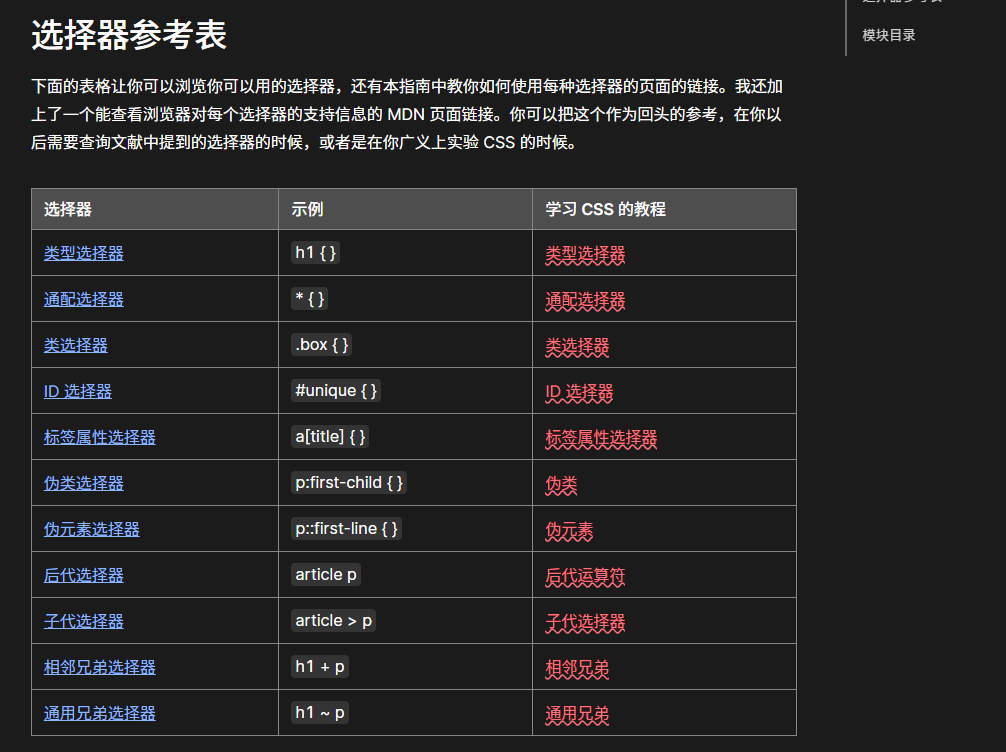 选择器参考表
模块目录
下面的表格让你可以浏览你可以用的选择器，还有本指南中教你如何使用每种选择器的页面的链接。我还加
上了一个能查看浏览器对每个选择器的支持信息的 MDN 页面链接。你可以把这个作为回头的参考，在你以
后需要查询文献中提到的选择器的时候，或者是在你广义上实验 CSS 的时候。
选择器 示例 学习 CSS 的教程
类型选择器 h1 { } 类型选择器
通配选择器 * { } 通配选择器
类选择器 .box { } 类选择器
ID 选择器 #unique { } ID 选择器
标签属性选择器 a[title] { } 标签属性选择器
伪类选择器 p:first-child { } 伪类
伪元素选择器 p::first-line { } 伪元素
后代选择器 article p 后代运算符
子代选择器 article > p 子代选择器
相邻兄弟选择器 h1 + p 相邻兄弟
通用兄弟选择器 h1 ~ p 通用兄弟